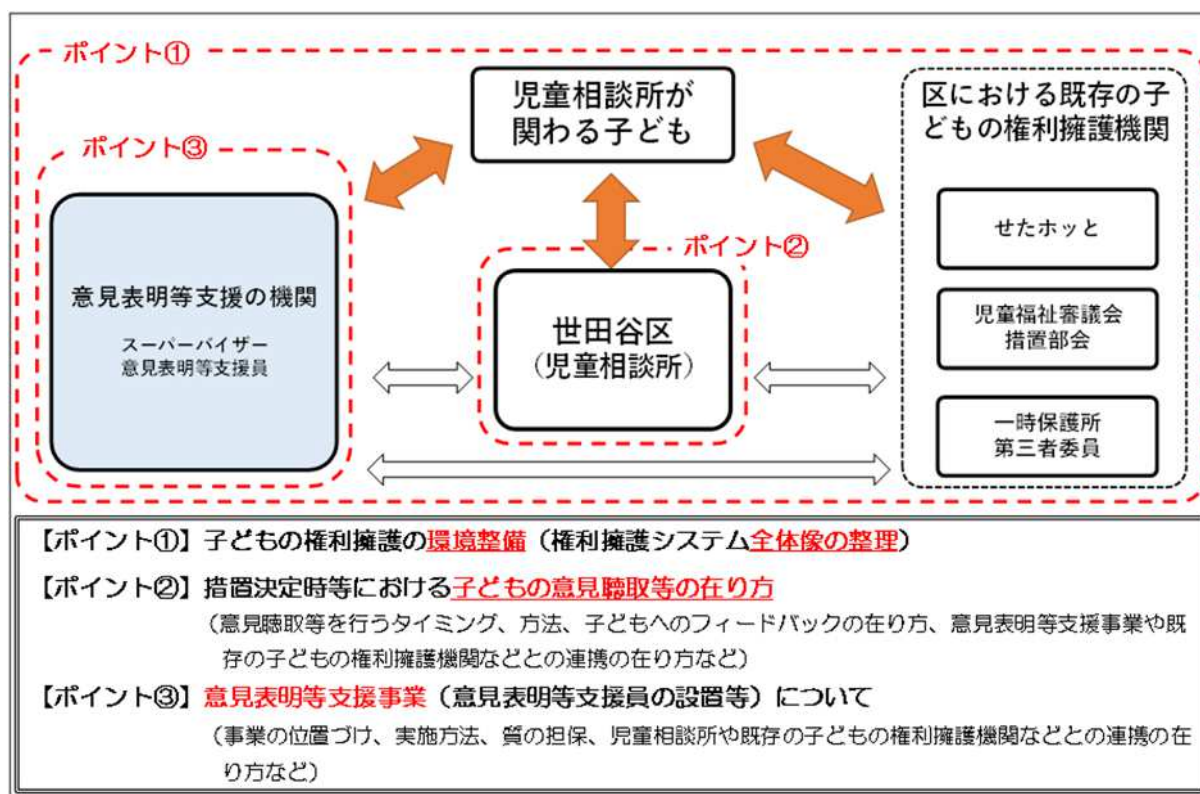 ポイント①
児童相談所が
関わる子ども
区における既存の子
どもの権利擁護機関
ポイント③
せたホッと
ポイント②
意見表明等支援の機関
スーパーバイザー
意見表明等支援員
世田谷区
（児童相談所）
児童福祉審議会
措置部会
一時保護所
第三者委員
【ポイント①】子どもの権利擁護の環境整備（権利擁護システム全体像の整理）
【ポイント②】措置決定時等における子どもの意見聴取等の在り方
（意見聴取等を行うタイミング、方法、子どもへのフィードバックの在り方、意見表明等支援事業や既
存の子どもの権利擁護機関などとの連携の在り方など）
【ポイント③】意見表明等支援事業（意見表明等支援員の設置等）について
（事業の位置づけ、実施方法、質の担保、児童相談所や既存の子どもの権利擁護機関などとの連携の在
り方など）